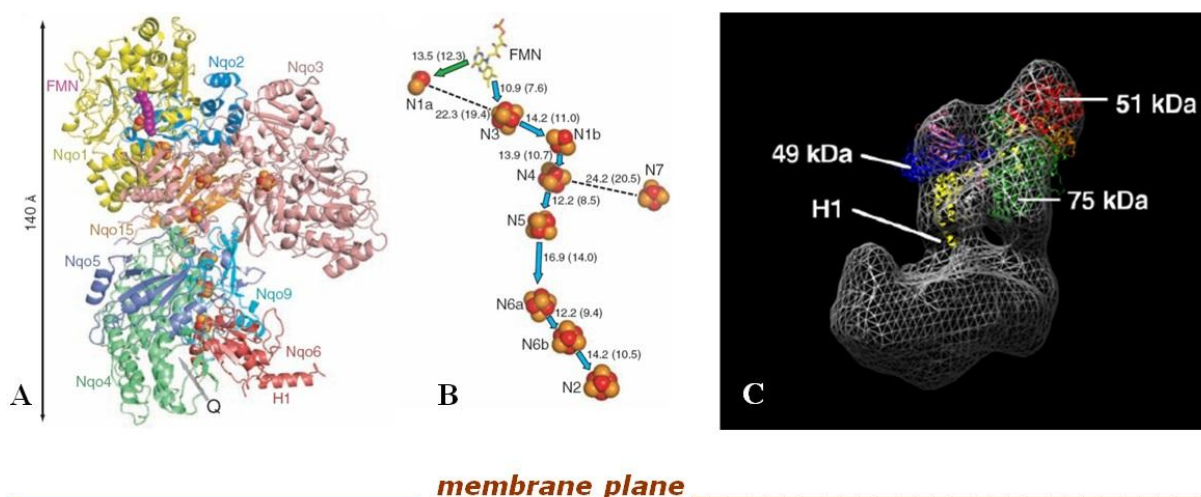 140 Å
FMN
Nqo1
Nqo2
Nqo3
Nqo15
Nqo5
Nqo9
Nqo6
Nqo4
H1
Q
A
13.5 (12.3)
FMN
10.9 (7.6)
N1a
22.3 (19.4)
N3
14.2 (11.0)
N1b
13.9 (10.7)
N4
24.2 (20.5)
N7
12.2 (8.5)
N5
16.9 (14.0)
N6a
12.2 (9.4)
N6b
14.2 (10.5)
N2
B
51 kDa
49 kDa
H1
75 kDa
C
membrane plane